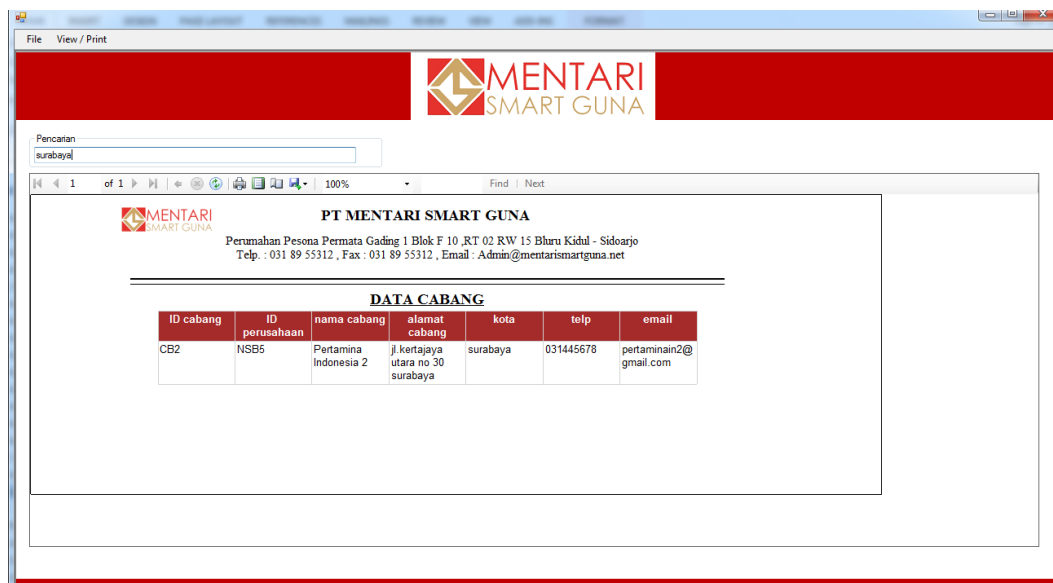 File View / Print
MENTARI
SMART GUNA
Pencarian
surabaya
1 of 1 100% Find | Next
MENTARI
SMART GUNA
PT MENTARI SMART GUNA
Perumahan Pesona Permata Gading 1 Blok F 10 ,RT 02 RW 15 Bluru Kidul - Sidoarjo
Telp. : 031 89 55312 , Fax : 031 89 55312 , Email : Admin@mentarismartguna.net
DATA CABANG
ID cabang ID perusahaan nama cabang alamat cabang kota telp email
CB2 NSB5 Pertamina Indonesia 2 jl.kertajaya utara no 30 surabaya surabaya 031445678 pertaminain2@gmail.com